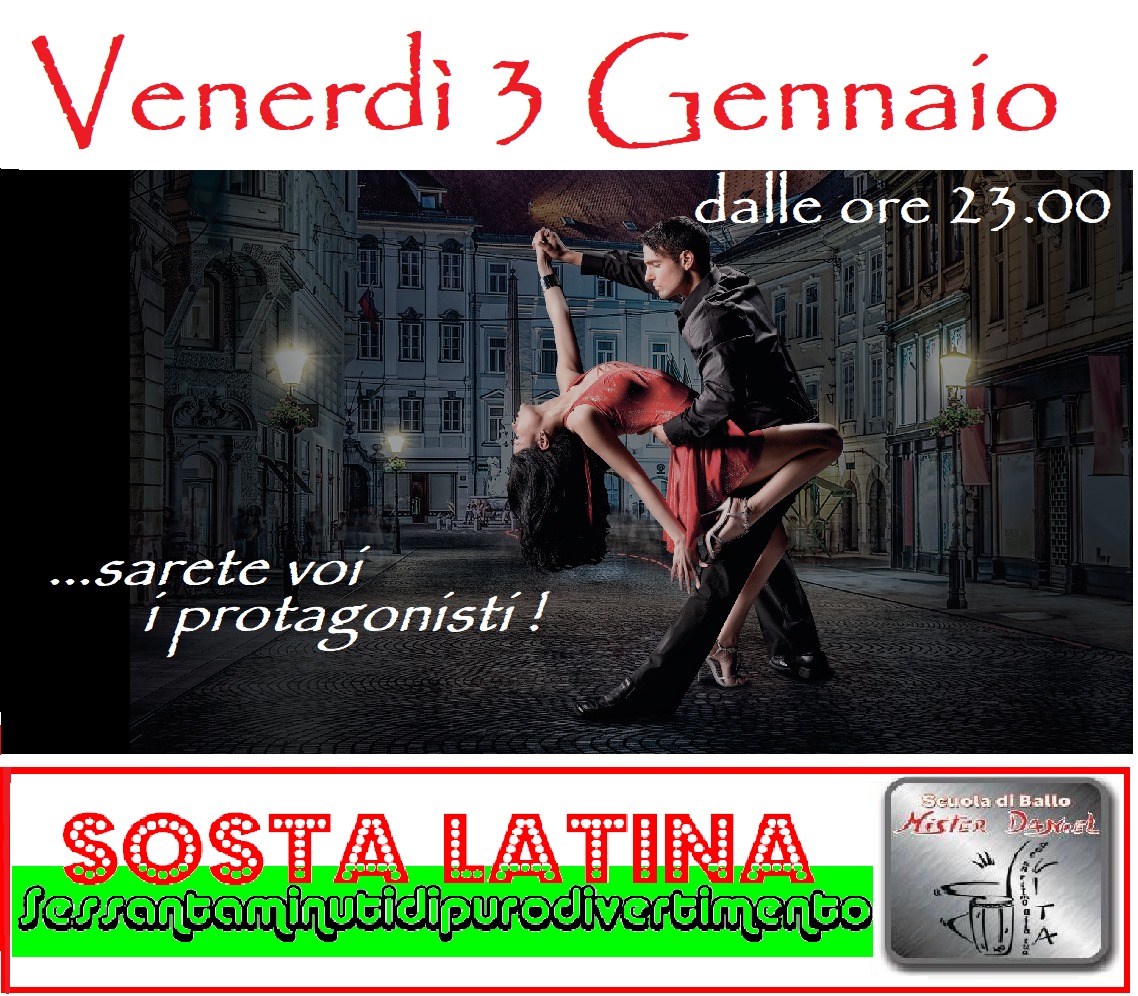 Venerdì 3 Gennaio
dalle ore 23.00
...sarete voi
i protagonisti !
SOSTA LATINA
Sessantaminutidipurodivertimento
Scuola di Ballo
Mister Daniel